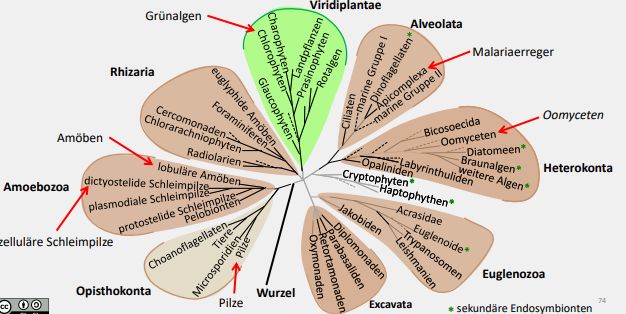 Viridiplantae
Grünalgen
Charophyten
Chlorophyten
Landpflanzen
Prasinophyten
Rotalgen
Glaucophyten
Alveolata
marine Gruppe I
Dinoflagellaten*
Apicomplexa
marine Gruppe II
Ciliaten
Malariaerreger
Rhizaria
euglyphide Amöben
Foraminiferen
Cercomonaden
Chlorarachniophyten
Radiolarien
Oomyceten
Bicosoecida
Oomyceten
Diatomeen*
Braunalgen*
weitere Algen*
Labyrinthuliden
Opaliniden
Heterokonta
Cryptophyten*
Haptophythen*
Amöben
lobuläre Amöben
dictyostelide Schleimpilze
plasmodiale Schleimpilze
protostelide Schleimpilze
Pelobionten
Amoebozoa
zelluläre Schleimpilze
Choanoflagellaten
Tiere
Microsporidien
Pilze
Opisthokonta
Pilze
Wurzel
Jakobiden
Acrasidae
Euglenoide*
Trypanosomen
Leishmanien
Euglenozoa
Diplomonaden
Parabasaliden
Retortamonaden
Oxymonaden
Excavata
74
* sekundäre Endosymbionten
cc